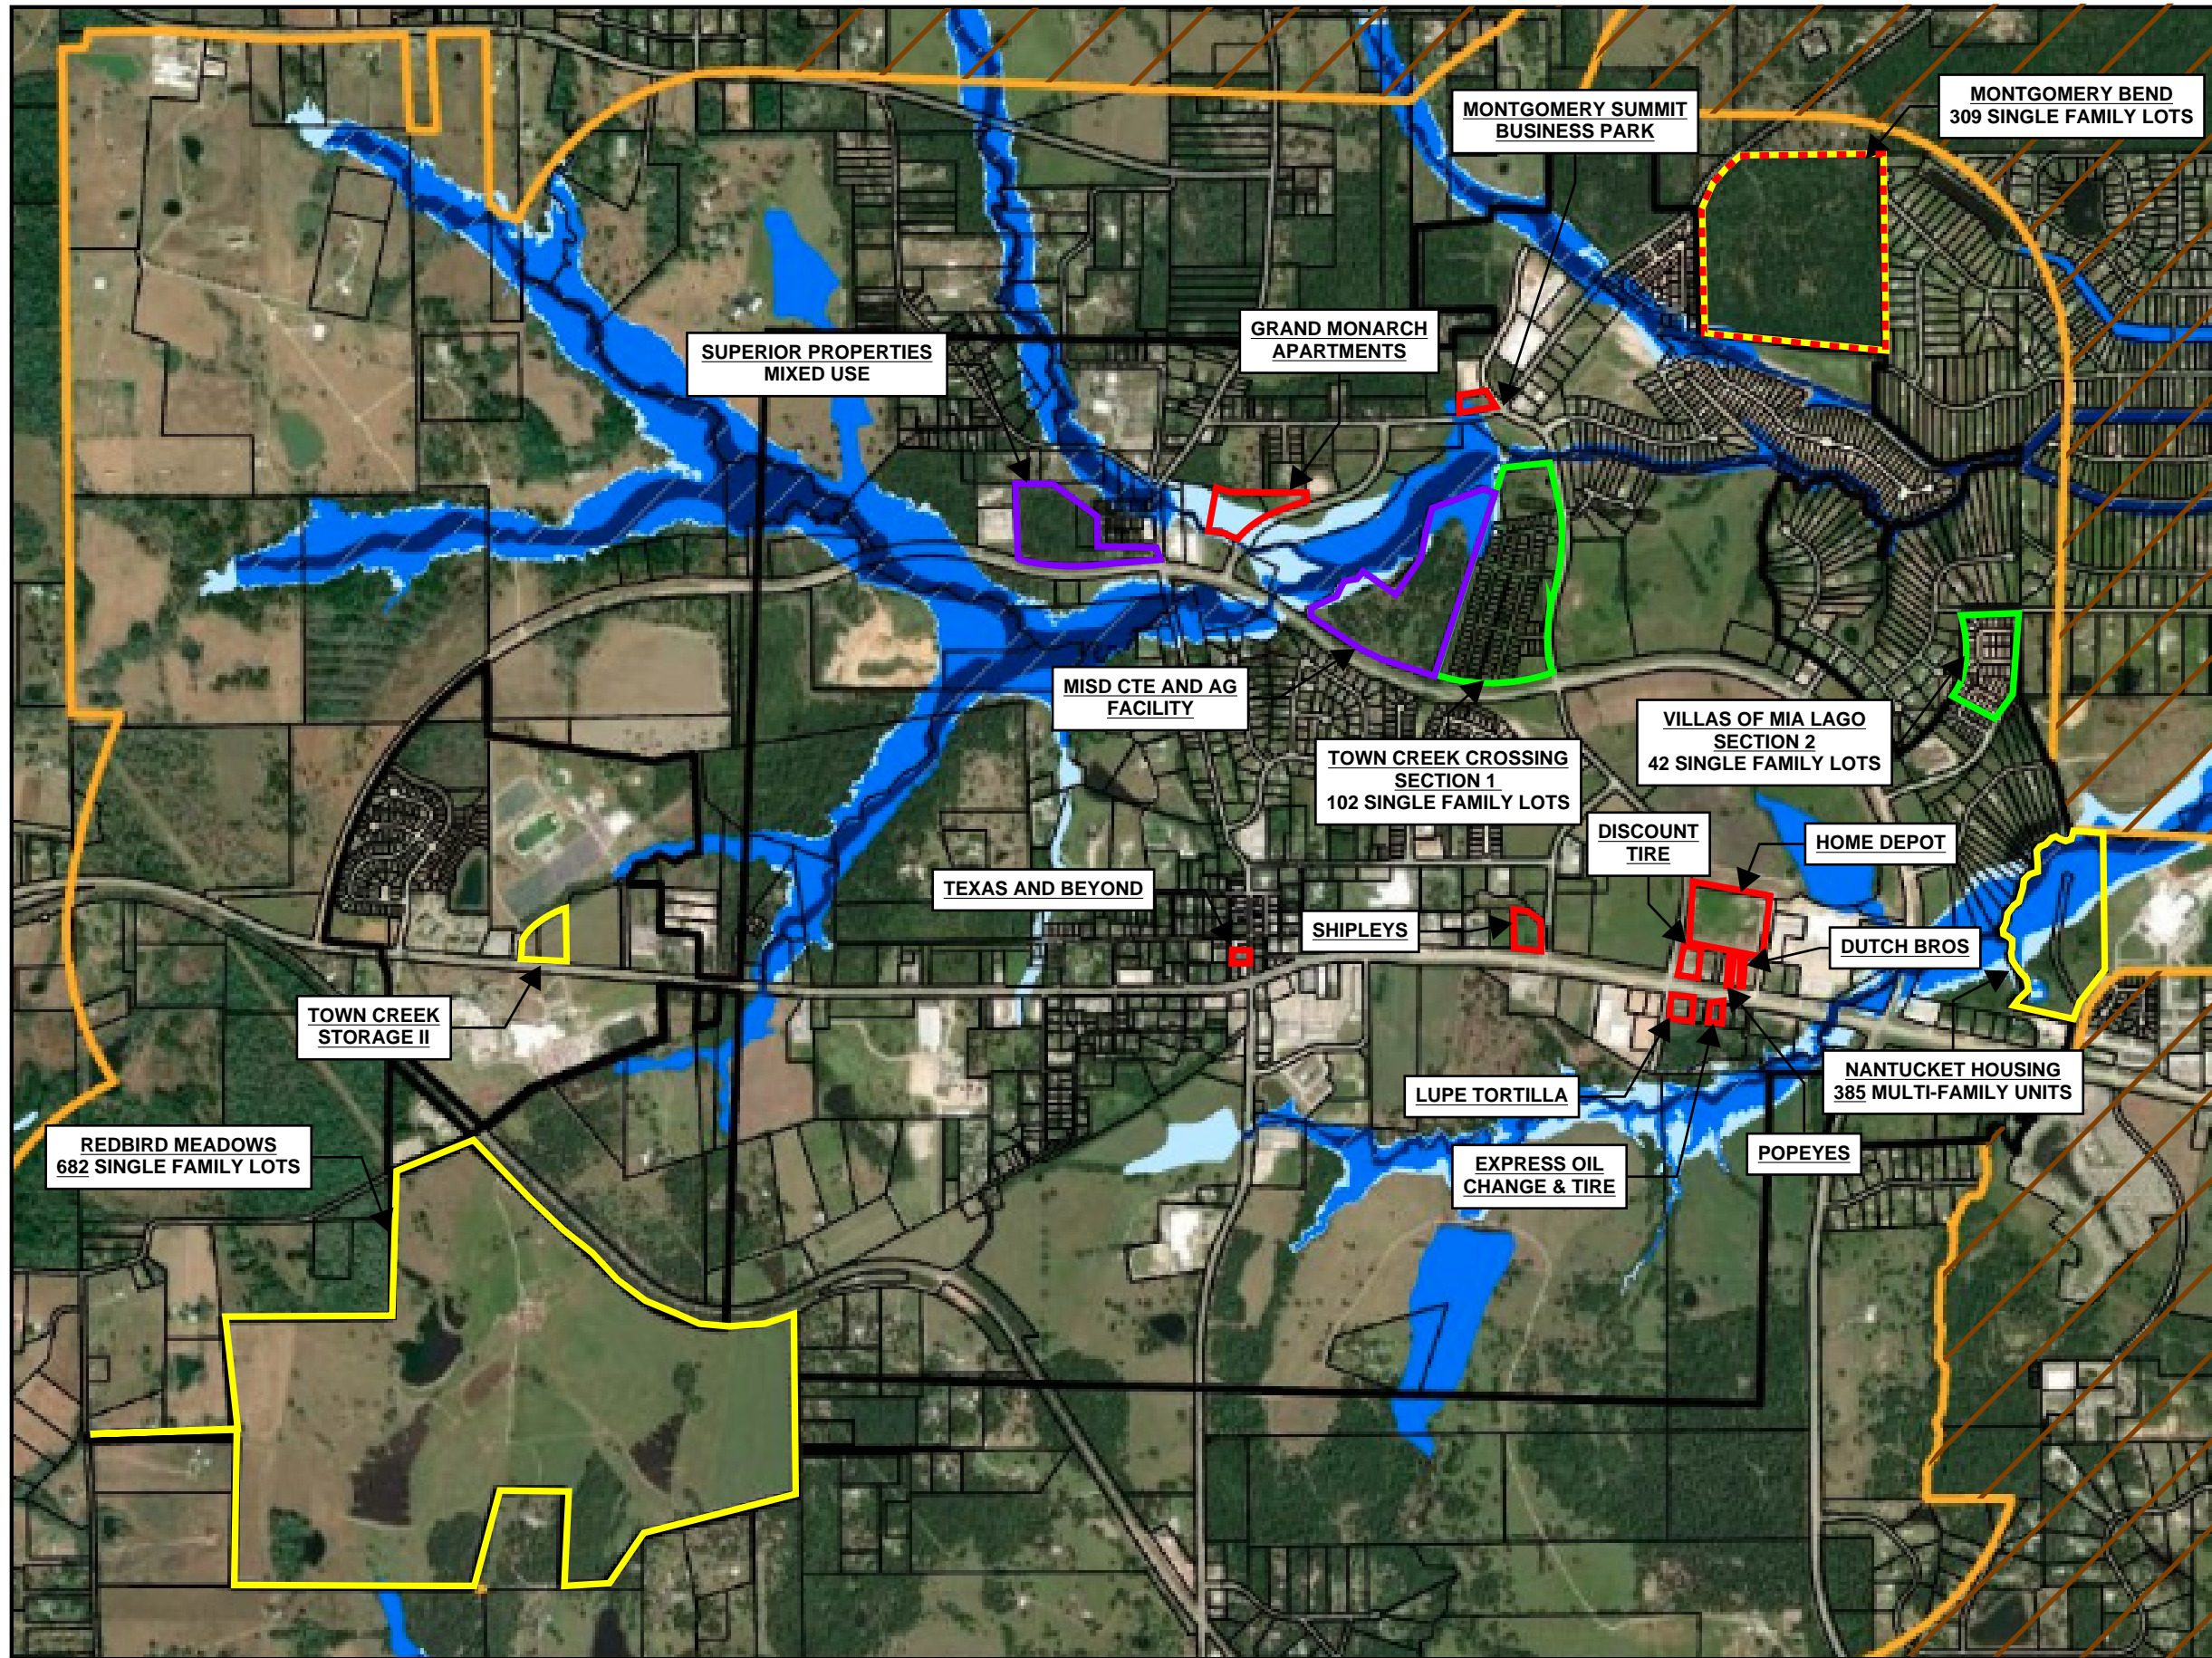 MONTGOMERY BEND
309 SINGLE FAMILY LOTS
MONTGOMERY SUMMIT
BUSINESS PARK
GRAND MONARCH
APARTMENTS
SUPERIOR PROPERTIES
MIXED USE
MISD CTE AND AG
FACILITY
TOWN CREEK CROSSING
SECTION 1
102 SINGLE FAMILY LOTS
VILLAS OF MIA LAGO
SECTION 2
42 SINGLE FAMILY LOTS
DISCOUNT
TIRE
HOME DEPOT
TEXAS AND BEYOND
SHIPLEYS
DUTCH BROS
TOWN CREEK
STORAGE II
LUPE TORTILLA
NANTUCKET HOUSING
385 MULTI-FAMILY UNITS
REDBIRD MEADOWS
682 SINGLE FAMILY LOTS
EXPRESS OIL
CHANGE & TIRE
POPEYES